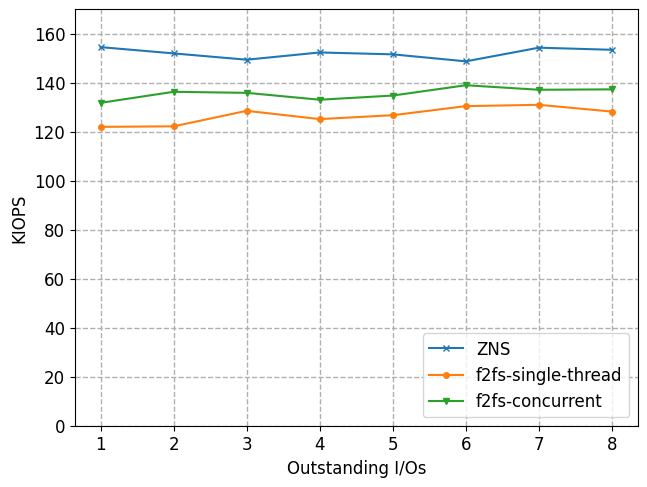 160
140
120
100
80
60
40
20
0
KIOPS
1 2 3 4 5 6 7 8
Outstanding I/Os
ZNS
f2fs-single-thread
f2fs-concurrent